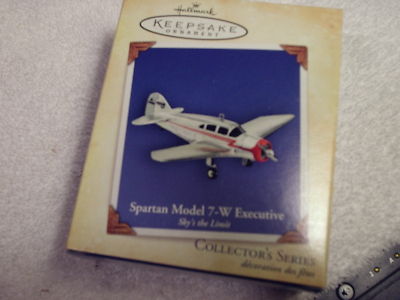 Hallmark
KEEPSAKE
ORNAMENT
Spartan Model 7-W Executive
Sky's the Limit
COLLECTOR'S SERIES
décoration des fêtes